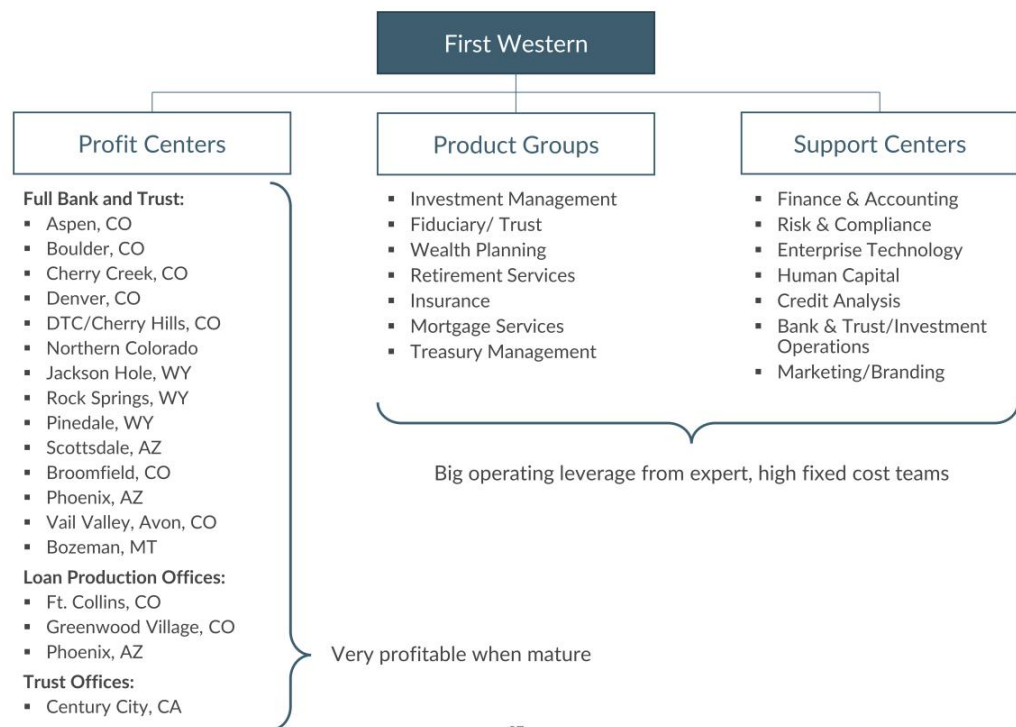 First Western
Profit Centers
Full Bank and Trust:
▪ Aspen, CO
▪ Boulder, CO
▪ Cherry Creek, CO
▪ Denver, CO
▪ DTC/Cherry Hills, CO
▪ Northern Colorado
▪ Jackson Hole, WY
▪ Rock Springs, WY
▪ Pinedale, WY
▪ Scottsdale, AZ
▪ Broomfield, CO
▪ Phoenix, AZ
▪ Vail Valley, Avon, CO
▪ Bozeman, MT
Loan Production Offices:
▪ Ft. Collins, CO
▪ Greenwood Village, CO
▪ Phoenix, AZ
Trust Offices:
▪ Century City, CA
Very profitable when mature
Product Groups
▪ Investment Management
▪ Fiduciary/ Trust
▪ Wealth Planning
▪ Retirement Services
▪ Insurance
▪ Mortgage Services
▪ Treasury Management
Support Centers
▪ Finance & Accounting
▪ Risk & Compliance
▪ Enterprise Technology
▪ Human Capital
▪ Credit Analysis
▪ Bank & Trust/Investment
Operations
▪ Marketing/Branding
Big operating leverage from expert, high fixed cost teams